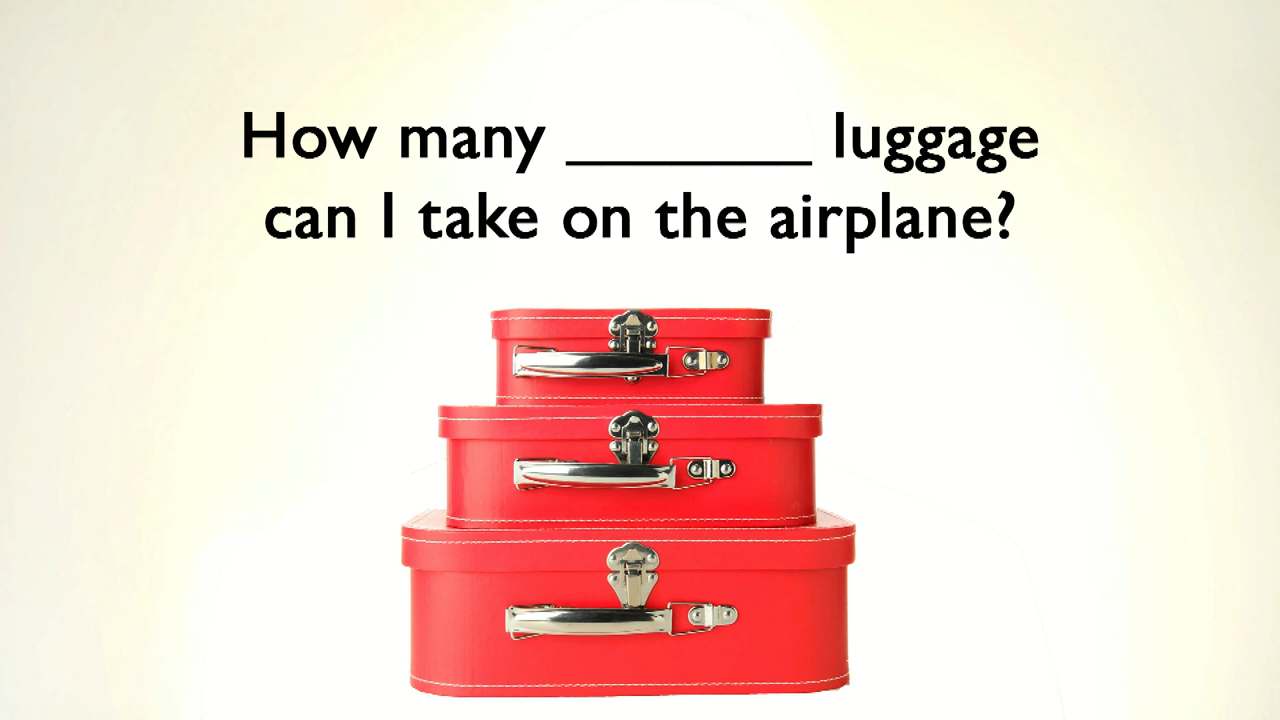 How many ________ luggage
can I take on the airplane?